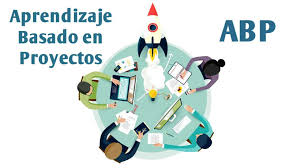 Aprendizaje
Basado en
Proyectos
ABP